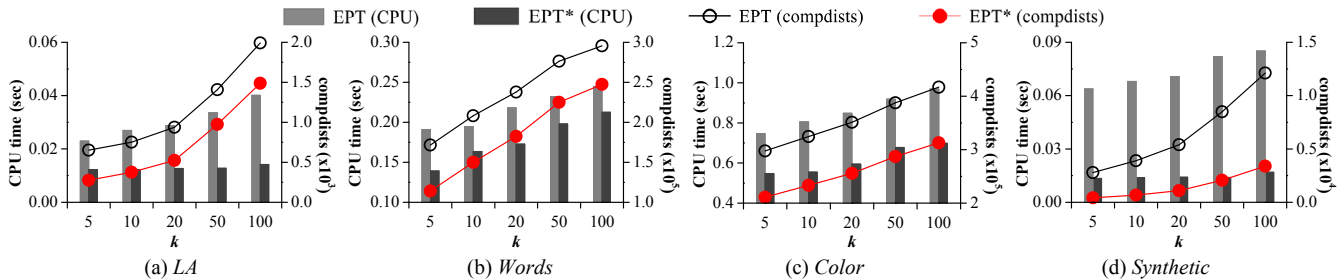 EPT (CPU) EPT* (CPU) EPT (compdists) EPT* (compdists)
CPU time (sec)
0.06
0.04
0.02
0.00
2.0
1.5
1.0
0.5
0.0
compdists (x10³)
5 10 20 50 100
k
(a) LA
CPU time (sec)
0.30
0.25
0.20
0.15
0.10
3.0
2.5
2.0
1.5
1.0
compdists (x10⁵)
5 10 20 50 100
k
(b) Words
CPU time (sec)
1.2
1.0
0.8
0.6
0.4
5
4
3
2
compdists (x10⁵)
5 10 20 50 100
k
(c) Color
CPU time (sec)
0.09
0.06
0.03
0.00
1.5
1.0
0.5
0.0
compdists (x10⁴)
5 10 20 50 100
k
(d) Synthetic